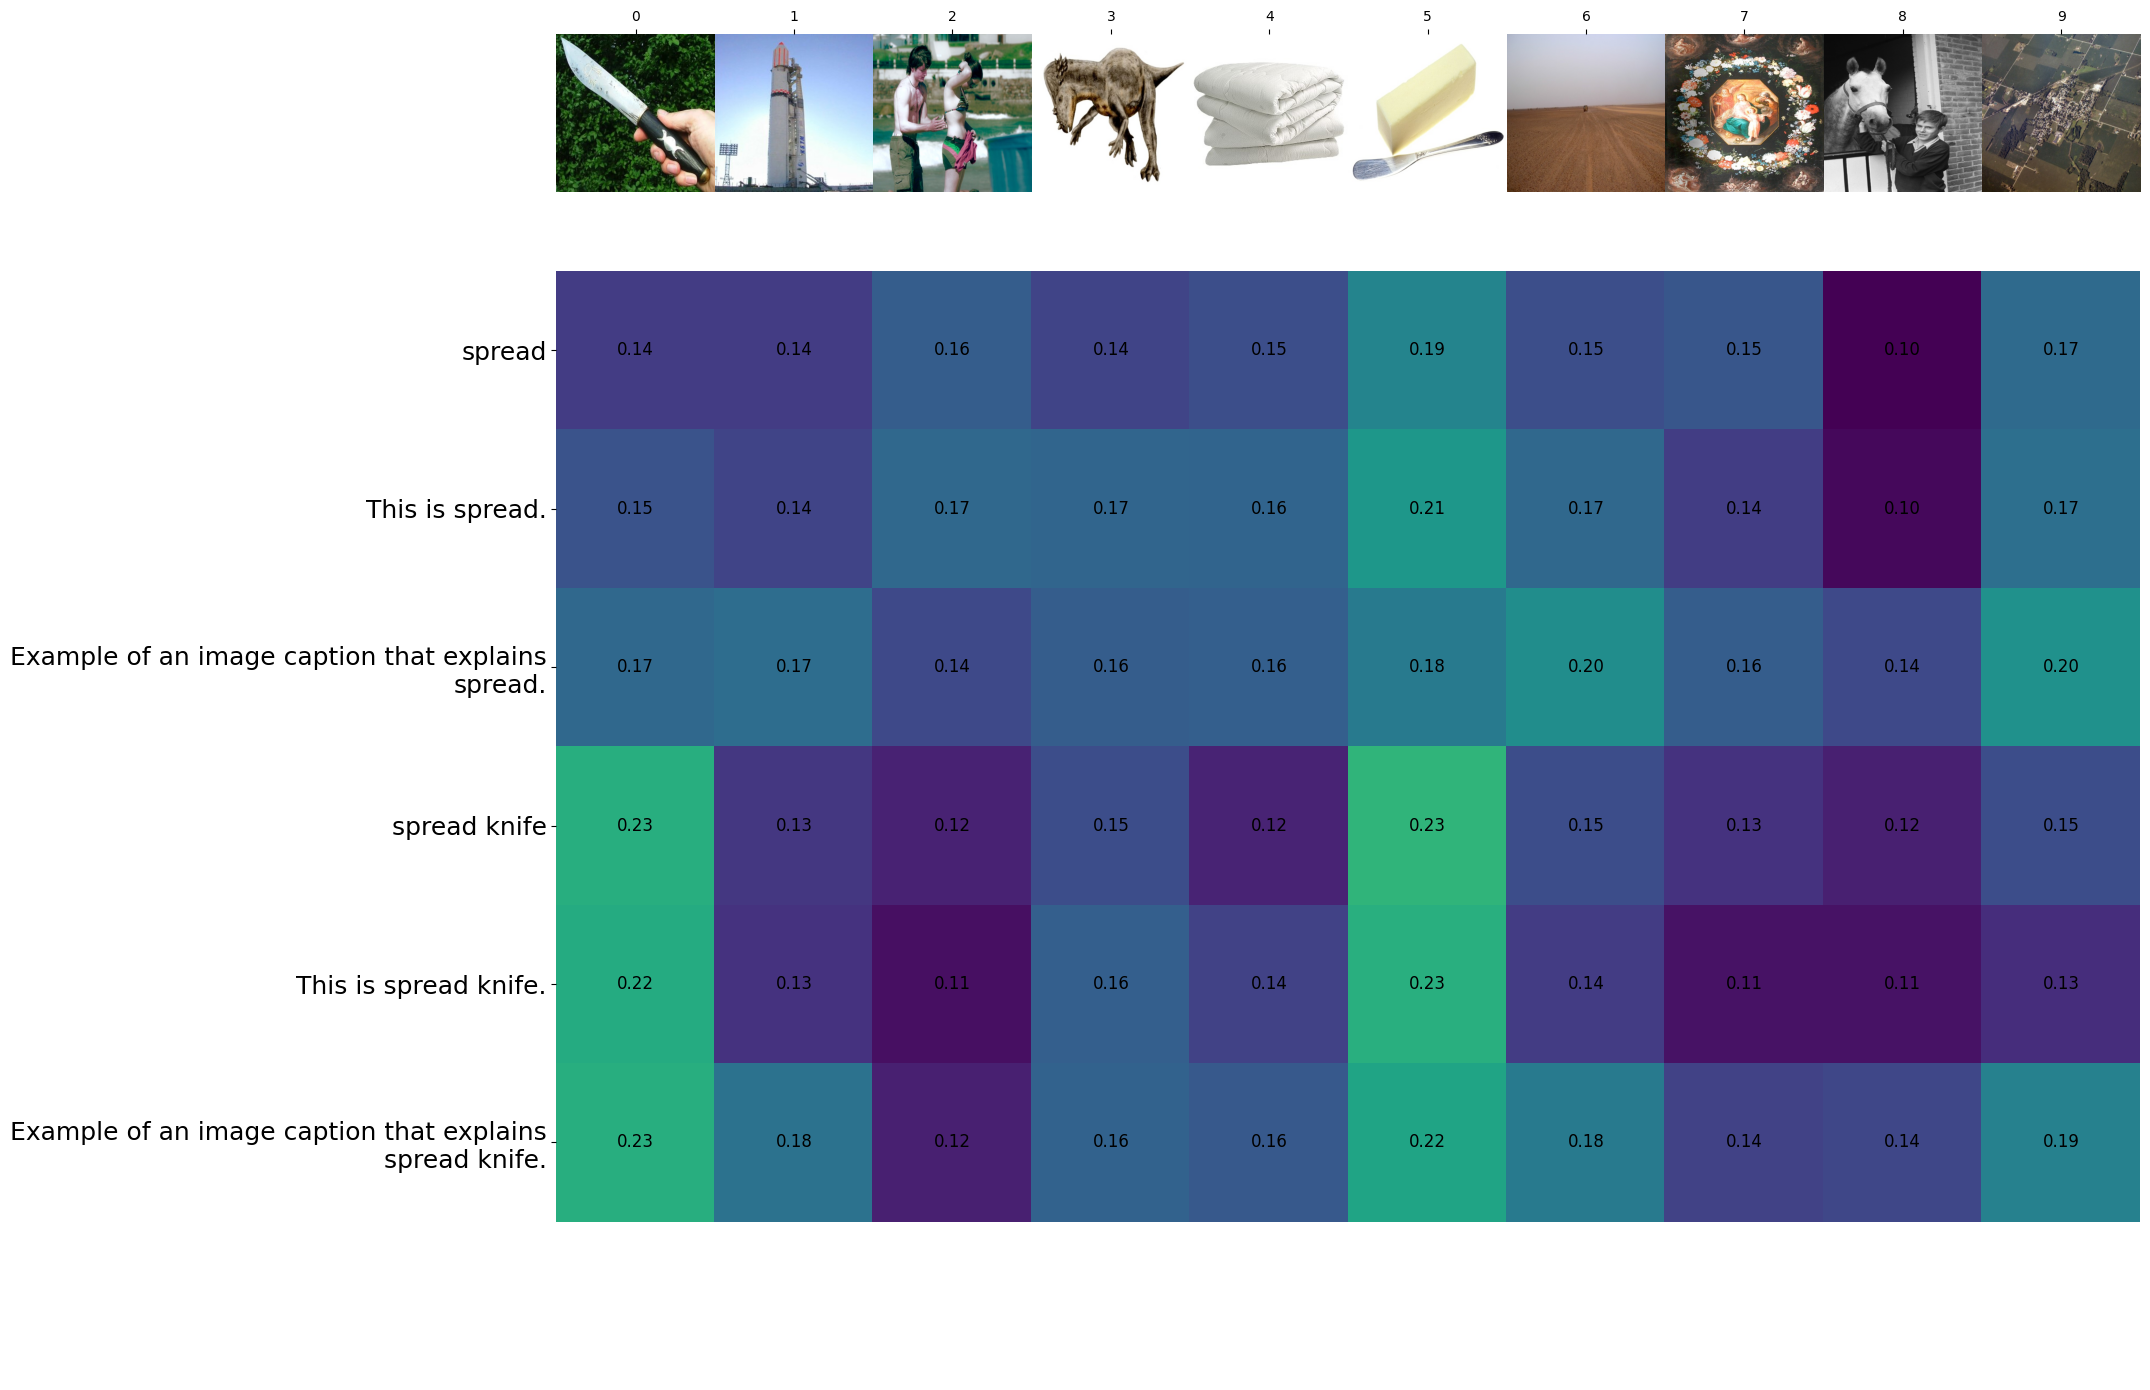 0 1 2 3 4 5 6 7 8 9
spread 0.14 0.14 0.16 0.14 0.15 0.19 0.15 0.15 0.10 0.17
This is spread. 0.15 0.14 0.17 0.17 0.16 0.21 0.17 0.14 0.10 0.17
Example of an image caption that explains
spread. 0.17 0.17 0.14 0.16 0.16 0.18 0.20 0.16 0.14 0.20
spread knife 0.23 0.13 0.12 0.15 0.12 0.23 0.15 0.13 0.12 0.15
This is spread knife. 0.22 0.13 0.11 0.16 0.14 0.23 0.14 0.11 0.11 0.13
Example of an image caption that explains
spread knife. 0.23 0.18 0.12 0.16 0.16 0.22 0.18 0.14 0.14 0.19